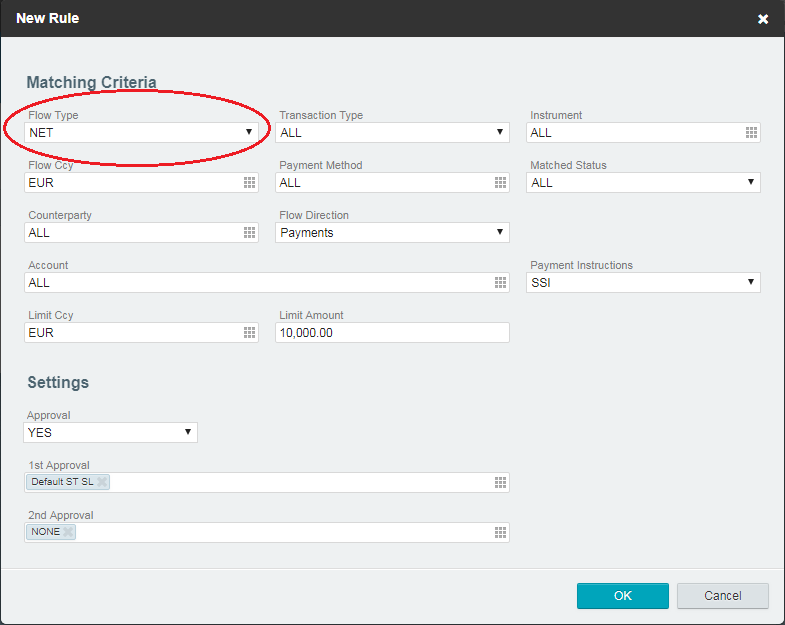 New Rule
Matching Criteria
Flow Type Transaction Type Instrument
NET ALL ALL
Flow Ccy Payment Method Matched Status
EUR ALL ALL
Counterparty Flow Direction
ALL Payments
Account Payment Instructions
ALL SSI
Limit Ccy Limit Amount
EUR 10,000.00
Settings
Approval
YES
1st Approval
Default ST SL
2nd Approval
NONE
OK Cancel